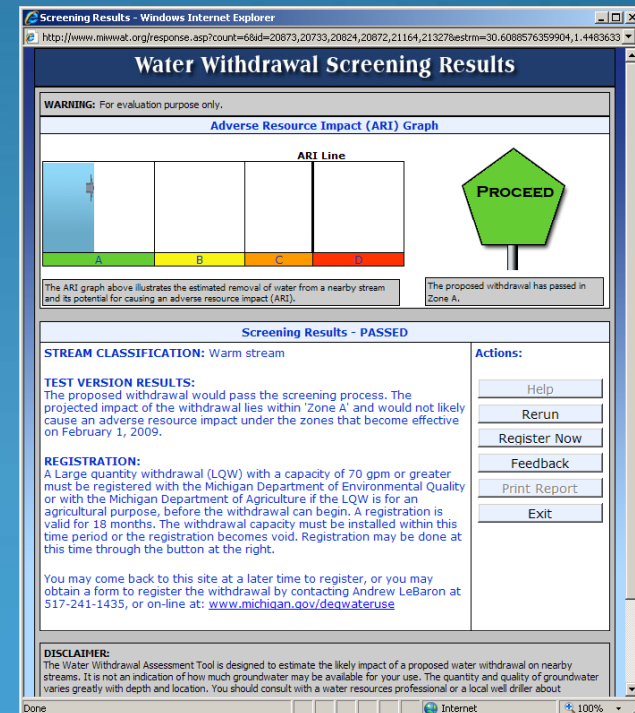 Screening Results - Windows Internet Explorer
http://www.miwwat.org/response.asp?count=6&id=20873,20733,20824,20872,21164,21327&estrm=30.6088576359904,1.4483633
Water Withdrawal Screening Results
WARNING: For evaluation purpose only.
Adverse Resource Impact (ARI) Graph
ARI Line
PROCEED
A B C D
The ARI graph above illustrates the estimated removal of water from a nearby stream
and its potential for causing an adverse resource impact (ARI).
The proposed withdrawal has passed in
Zone A.
Screening Results - PASSED
STREAM CLASSIFICATION: Warm stream
TEST VERSION RESULTS:
The proposed withdrawal would pass the screening process. The
projected impact of the withdrawal lies within 'Zone A' and would not likely
cause an adverse resource impact under the zones that become effective
on February 1, 2009.
REGISTRATION:
A Large quantity withdrawal (LQW) with a capacity of 70 gpm or greater
must be registered with the Michigan Department of Environmental Quality
or with the Michigan Department of Agriculture if the LQW is for an
agricultural purpose, before the withdrawal can begin. A registration is
valid for 18 months. The withdrawal capacity must be installed within this
time period or the registration becomes void. Registration may be done at
this time through the button at the right.
You may come back to this site at a later time to register, or you may
obtain a form to register the withdrawal by contacting Andrew LeBaron at
517-241-1435, or on-line at: www.michigan.gov/deqwateruse
Actions:
Help
Rerun
Register Now
Feedback
Print Report
Exit
DISCLAIMER:
The Water Withdrawal Assessment Tool is designed to estimate the likely impact of a proposed water withdrawal on nearby
streams. It is not an indication of how much groundwater may be available for your use. The quantity and quality of groundwater
varies greatly with depth and location. You should consult with a water resources professional or a local well driller about
Done
Internet
100%